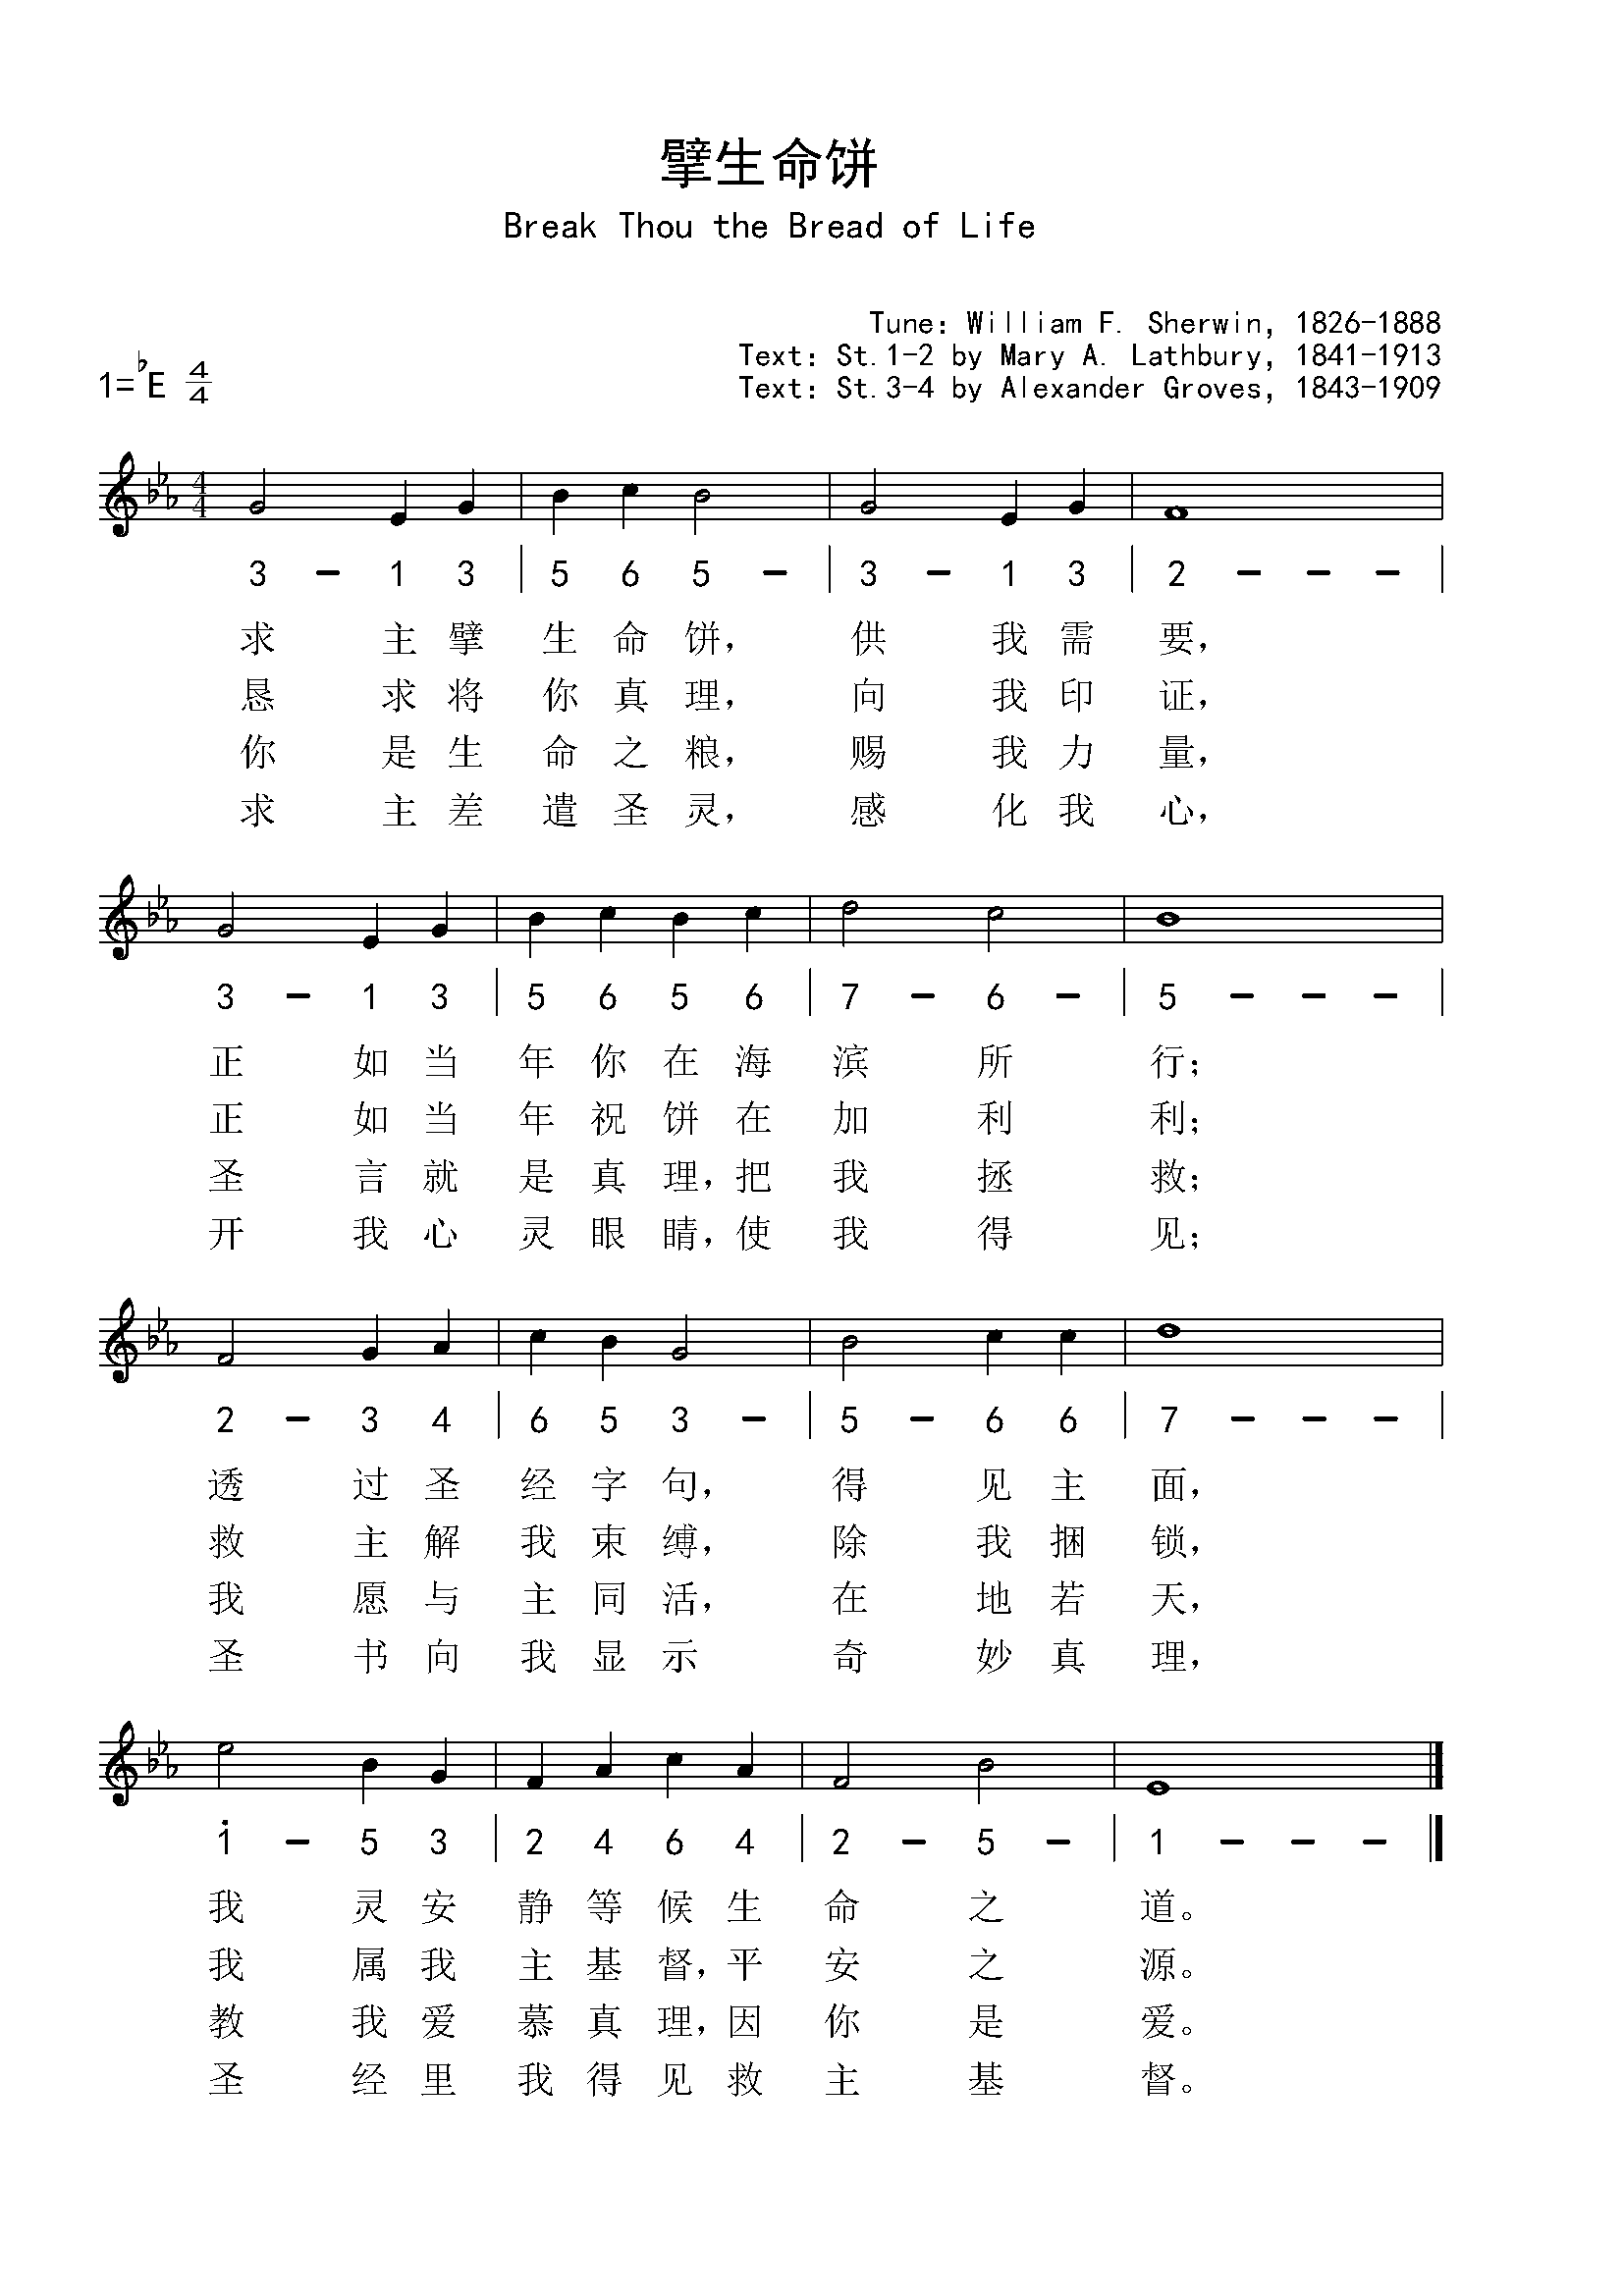 擘生命饼
Break Thou the Bread of Life
Tune: William F. Sherwin, 1826-1888
Text: St.1-2 by Mary A. Lathbury, 1841-1913
1=♭E 4/4 Text: St.3-4 by Alexander Groves, 1843-1909
3 - 1 3 | 5 6 5 - | 3 - 1 3 | 2 - - - |
求 主 擘 生 命 饼, 供 我 需 要,
恳 求 将 你 真 理, 向 我 印 证,
你 是 生 命 之 粮, 赐 我 力 量,
求 主 差 遣 圣 灵, 感 化 我 心,
3 - 1 3 | 5 6 5 6 | 7 - 6 - | 5 - - - |
正 如 当 年 你 在 海 滨 所 行;
正 如 当 年 祝 饼 在 加 利 利;
圣 言 就 是 真 理, 把 我 拯 救;
开 我 心 灵 眼 睛, 使 我 得 见;
2 - 3 4 | 6 5 3 - | 5 - 6 6 | 7 - - - |
透 过 圣 经 字 句, 得 见 主 面,
救 主 解 我 束 缚, 除 我 捆 锁,
我 愿 与 主 同 活, 在 地 若 天,
圣 书 向 我 显 示 奇 妙 真 理,
1̇ - 5 3 | 2 4 6 4 | 2 - 5 - | 1 - - - ‖
我 灵 安 静 等 候 生 命 之 道。
我 属 我 主 基 督, 平 安 之 源。
教 我 爱 慕 真 理, 因 你 是 爱。
圣 经 里 我 得 见 救 主 基 督。